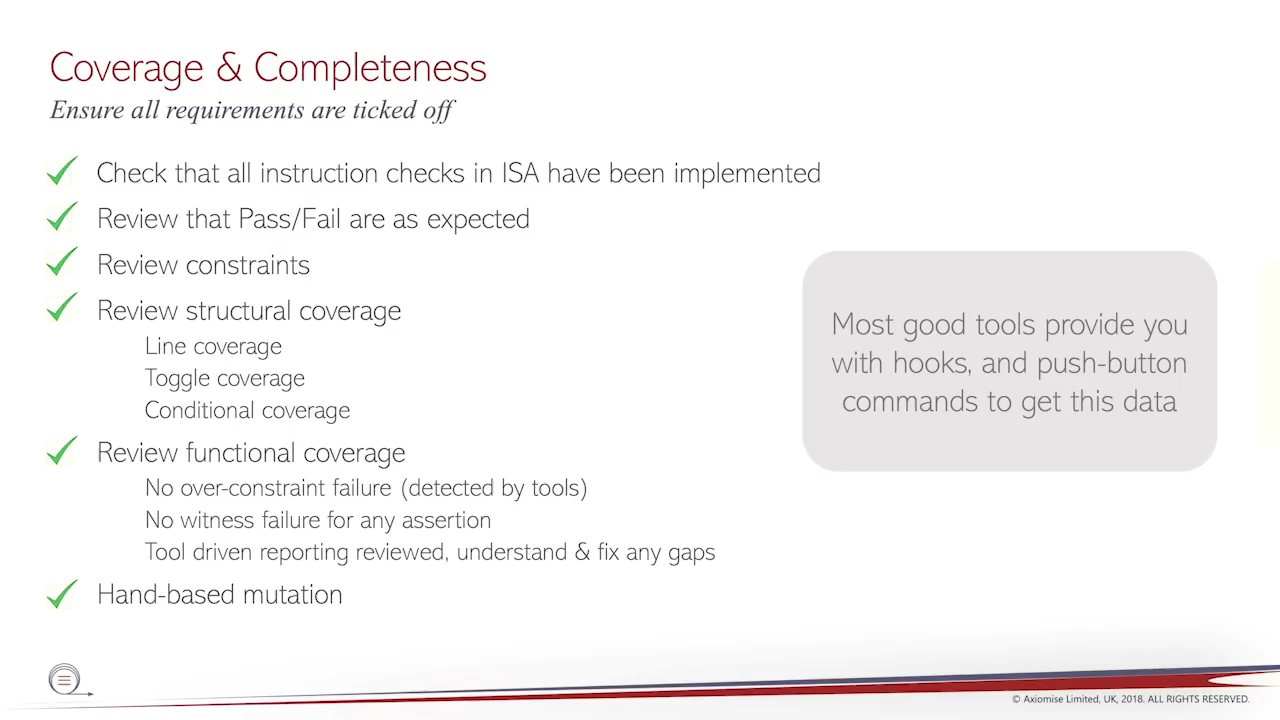 Coverage & Completeness
Ensure all requirements are ticked off
Check that all instruction checks in ISA have been implemented
Review that Pass/Fail are as expected
Review constraints
Review structural coverage
Line coverage
Toggle coverage
Conditional coverage
Review functional coverage
No over-constraint failure (detected by tools)
No witness failure for any assertion
Tool driven reporting reviewed, understand & fix any gaps
Hand-based mutation
Most good tools provide you
with hooks, and push-button
commands to get this data
© Axiomise Limited, UK, 2018. ALL RIGHTS RESERVED.